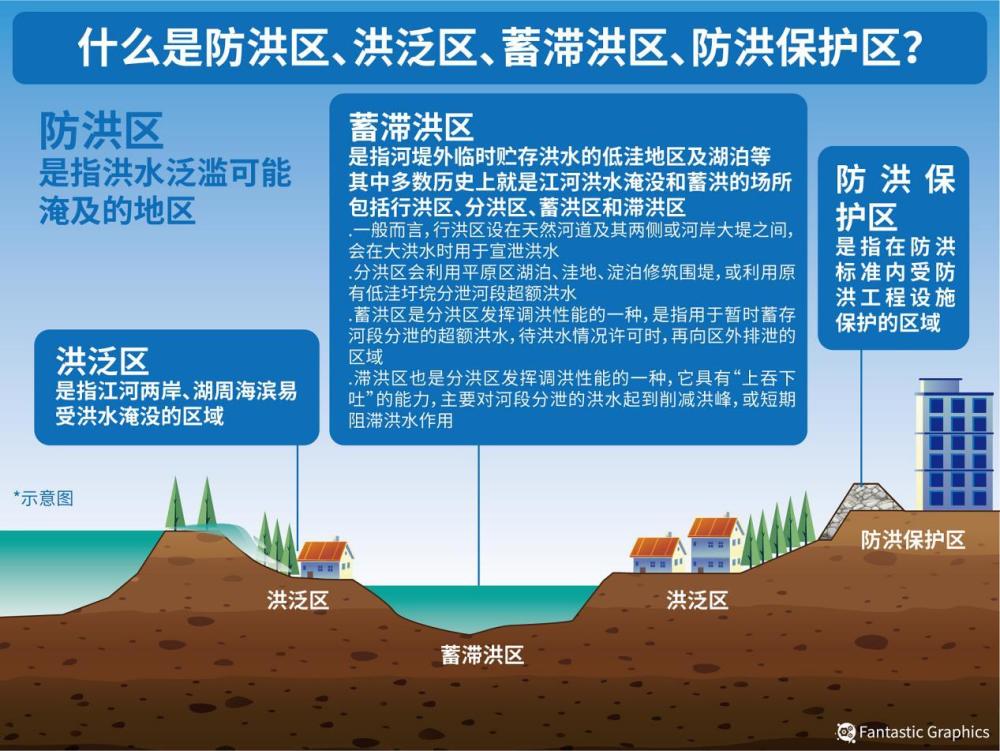 什么是防洪区、洪泛区、蓄滞洪区、防洪保护区？
防洪区
是指洪水泛滥可能
淹及的地区
蓄滞洪区
是指河堤外临时贮存洪水的低洼地区及湖泊等
其中多数历史上就是江河洪水淹没和蓄洪的场所
包括行洪区、分洪区、蓄洪区和滞洪区
.一般而言，行洪区设在天然河道及其两侧或河岸大堤之间，
会在大洪水时用于宣泄洪水
.分洪区会利用平原区湖泊、洼地、淀泊修筑围堤，或利用原
有低洼圩垸分泄河段超额洪水
.蓄洪区是分洪区发挥调洪性能的一种，是指用于暂时蓄存
河段分泄的超额洪水，待洪水情况许可时，再向区外排泄的
区域
.滞洪区也是分洪区发挥调洪性能的一种，它具有“上吞下
吐”的能力，主要对河段分泄的洪水起到削减洪峰，或短期
阻滞洪水作用
防洪保
护区
是指在防洪
标准内受防
洪工程设施
保护的区域
洪泛区
是指江河两岸、湖周海滨易
受洪水淹没的区域
*示意图
防洪保护区
洪泛区
洪泛区
蓄滞洪区
Fantastic Graphics